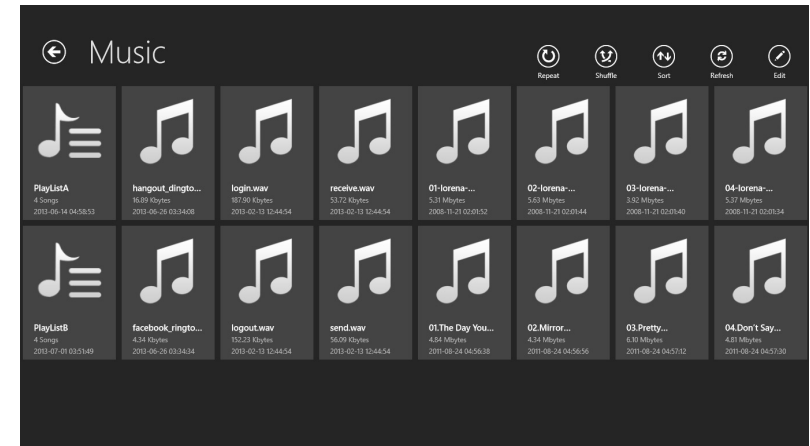 Music
Repeat
Shuffle
Sort
Refresh
Edit
PlayListA
4 Songs
2013-06-14 04:58:53
hangout_dingto...
16.89 Kbytes
2013-06-26 03:34:08
login.wav
187.90 Kbytes
2013-02-13 12:44:54
receive.wav
53.72 Kbytes
2013-02-13 12:44:54
01-lorena-...
5.31 Mbytes
2008-11-21 02:01:52
02-lorena-...
5.63 Mbytes
2008-11-21 02:01:44
03-lorena-...
3.92 Mbytes
2008-11-21 02:01:40
04-lorena-...
5.37 Mbytes
2008-11-21 02:01:34
PlayListB
4 Songs
2013-07-01 03:51:49
facebook_ringto...
4.34 Kbytes
2013-06-26 03:34:34
logout.wav
152.23 Kbytes
2013-02-13 12:44:54
send.wav
56.09 Kbytes
2013-02-13 12:44:54
01.The Day You...
4.84 Mbytes
2011-08-24 04:56:38
02.Mirror...
4.34 Mbytes
2011-08-24 04:56:56
03.Pretty...
6.10 Mbytes
2011-08-24 04:57:12
04.Don't Say...
4.81 Mbytes
2011-08-24 04:57:30